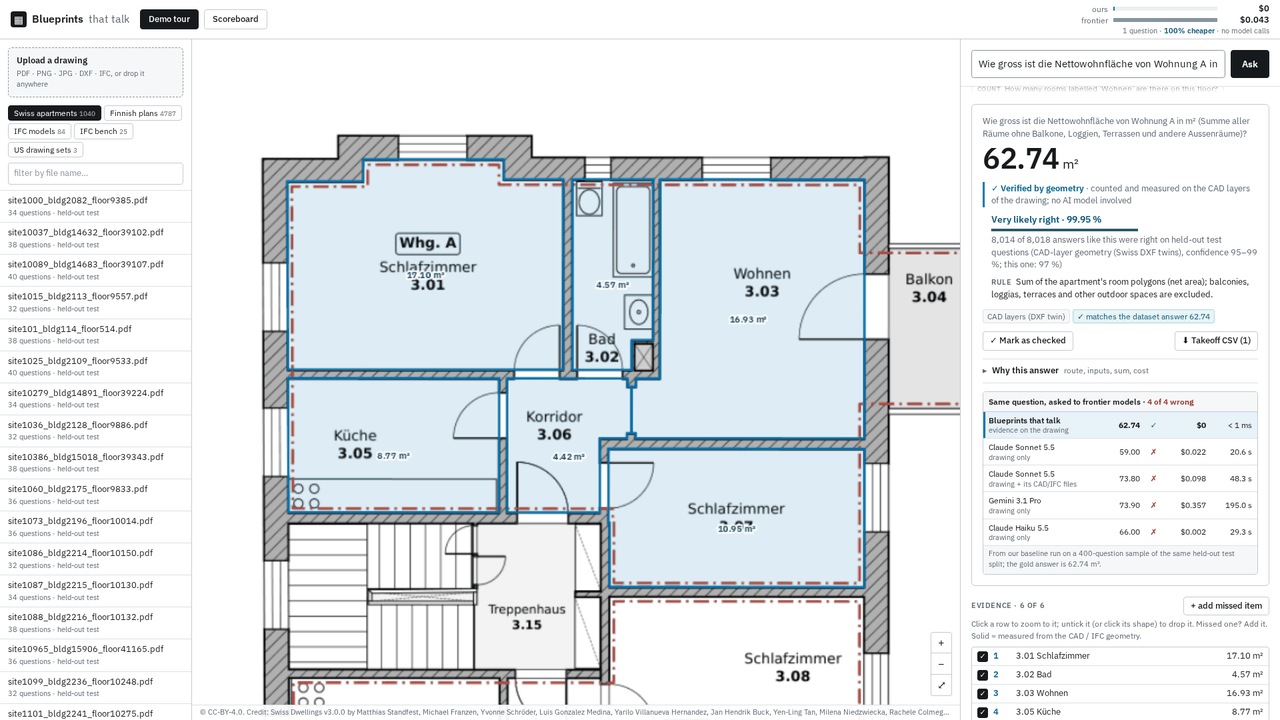 Blueprints that talk
Demo tour
Scoreboard
ours $0
frontier $0.043
1 question · 100% cheaper · no model calls
Upload a drawing
PDF · PNG · JPG · DXF · IFC, or drop it
anywhere
Swiss apartments 1040
Finnish plans 4787
IFC models 84
IFC bench 25
US drawing sets 3
filter by file name...
site1000_bldg2082_floor9385.pdf
34 questions · held-out test
site10037_bldg14632_floor39102.pdf
38 questions · held-out test
site10089_bldg14683_floor39107.pdf
40 questions · held-out test
site1015_bldg2113_floor9557.pdf
32 questions · held-out test
site101_bldg114_floor514.pdf
38 questions · held-out test
site1025_bldg2109_floor9533.pdf
40 questions · held-out test
site10279_bldg14891_floor39224.pdf
34 questions · held-out test
site1036_bldg2128_floor9886.pdf
32 questions · held-out test
site10386_bldg15018_floor39343.pdf
38 questions · held-out test
site1060_bldg2175_floor9833.pdf
36 questions · held-out test
site1073_bldg2196_floor10014.pdf
36 questions · held-out test
site1086_bldg2214_floor10150.pdf
32 questions · held-out test
site1087_bldg2215_floor10130.pdf
34 questions · held-out test
site1088_bldg2216_floor10132.pdf
38 questions · held-out test
site10965_bldg15906_floor41165.pdf
36 questions · held-out test
site1099_bldg2236_floor10248.pdf
32 questions · held-out test
site1101_bldg2241_floor10275.pdf
Whg. A
Schlafzimmer
17.10 m²
3.01
4.57 m²
Bad
3.02
Wohnen
3.03
16.93 m²
Balkon
3.04
Küche
3.05 8.77 m²
Korridor
3.06
4.42 m²
Schlafzimmer
10.95 m²
Treppenhaus
3.15
Schlafzimmer
3.08
+
−
⤢
© CC-BY-4.0. Credit: Swiss Dwellings v3.0.0 by Matthias Standfest, Michael Franzen, Yvonne Schröder, Luis Gonzalez Medina, Yarilo Villanueva Hernandez, Jan Hendrik Buck, Yen-Ling Tan, Milena Niedzwiecka, Rachele Colmeg...
Wie gross ist die Nettowohnfläche von Wohnung A in
Ask
COUNT How many rooms labelled 'Wohnen' are there on this floor?
Wie gross ist die Nettowohnfläche von Wohnung A in m² (Summe aller
Räume ohne Balkone, Loggien, Terrassen und andere Aussenräume)?
62.74 m²
✓ Verified by geometry · counted and measured on the CAD layers
of the drawing; no AI model involved
Very likely right · 99.95 %
8,014 of 8,018 answers like this were right on held-out test
questions (CAD-layer geometry (Swiss DXF twin), confidence 95–99
%; this one: 97 %)
RULE Sum of the apartment's room polygons (net area); balconies,
loggias, terraces and other outdoor spaces are excluded.
CAD layers (DXF twin)
✓ matches the dataset answer 62.74
✓ Mark as checked
⬇ Takeoff CSV (1)
▸ Why this answer route, inputs, sum, cost
Same question, asked to frontier models · 4 of 4 wrong
Blueprints that talk 62.74 ✓ $0 < 1 ms
evidence on the drawing
Claude Sonnet 5.5 59.00 ✗ $0.022 20.6 s
drawing only
Claude Sonnet 5.5 73.80 ✗ $0.098 48.3 s
drawing + its CAD/IFC files
Gemini 3.1 Pro 73.90 ✗ $0.357 195.0 s
drawing only
Claude Haiku 5.5 66.00 ✗ $0.002 29.3 s
drawing only
From our baseline run on a 400-question sample of the same held-out test
split; the gold answer is 62.74 m².
EVIDENCE · 6 OF 6
+ add missed item
Click a row to zoom to it; untick it (or click its shape) to drop it. Missed one? Add it.
Solid = measured from the CAD / IFC geometry.
1 3.01 Schlafzimmer 17.10 m²
2 3.02 Bad 4.57 m²
3 3.03 Wohnen 16.93 m²
4 3.05 Küche 8.77 m²